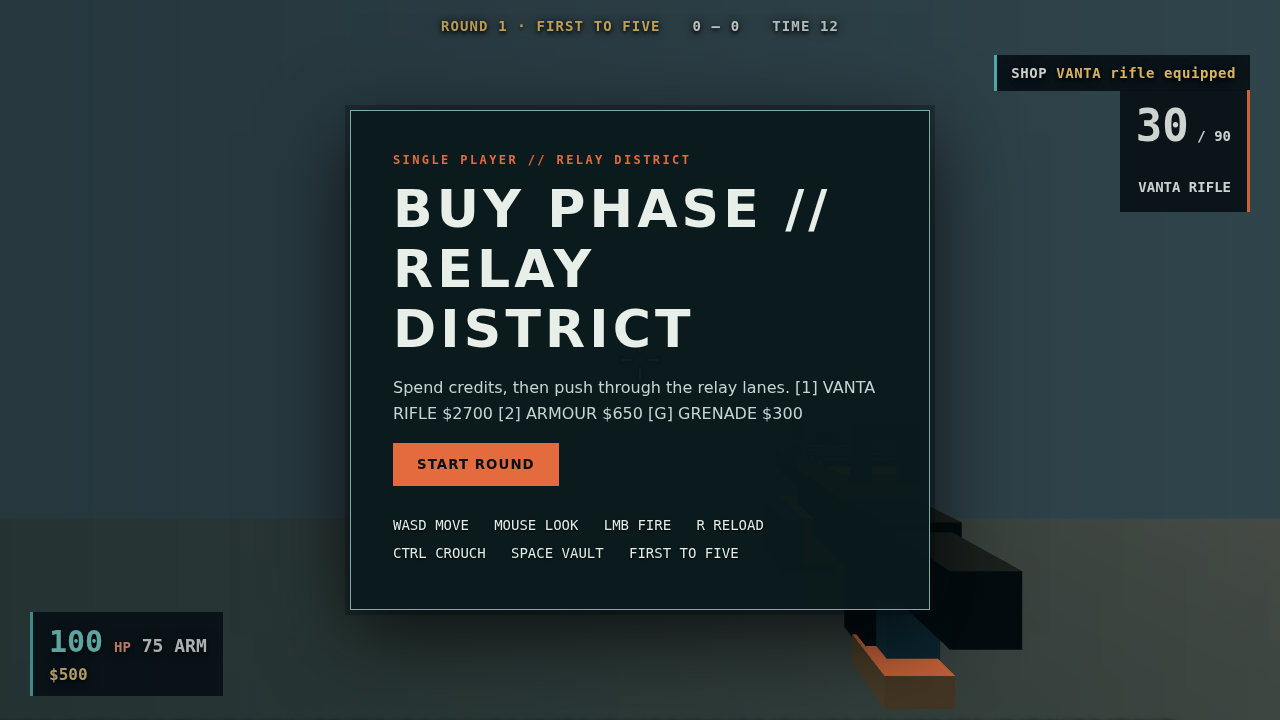 ROUND 1 · FIRST TO FIVE 0 — 0 TIME 12
SHOP VANTA rifle equipped
30 / 90
VANTA RIFLE
SINGLE PLAYER // RELAY DISTRICT
BUY PHASE //
RELAY
DISTRICT
Spend credits, then push through the relay lanes. [1] VANTA
RIFLE $2700 [2] ARMOUR $650 [G] GRENADE $300
START ROUND
WASD MOVE MOUSE LOOK LMB FIRE R RELOAD
CTRL CROUCH SPACE VAULT FIRST TO FIVE
100 HP 75 ARM
$500